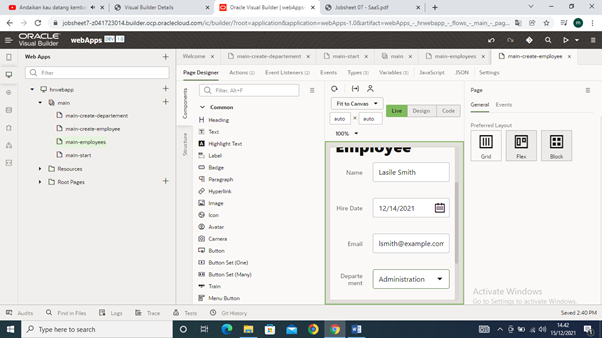 Andaikan kau datang kemb
Visual Builder Details
Oracle Visual Builder | webApps
Jobsheet 07 - SaaS.pdf
jobsheet7-z041723014.builder.ocp.oraclecloud.com/ic/builder/?root=application&application=webApps-1.0&artifact=webApps_-_hrwebapp_-_flows_-_main_-_pag...
ORACLE
Visual Builder
webApps DEV 1.0
Web Apps
Filter
hrwebapp
main
main-create-departement
main-create-employee
main-employees
main-start
Resources
Root Pages
Welcome
main-create-departement
main-start
main
main-employees
main-create-employee
Page Designer
Actions (2)
Event Listeners (2)
Events
Types (3)
Variables (3)
JavaScript
JSON
Settings
Components
Structure
Filter, Alt+F
Common
Heading
Text
Highlight Text
Label
Badge
Paragraph
Hyperlink
Image
Icon
Avatar
Camera
Button
Button Set (One)
Button Set (Many)
Train
Menu Button
Fit to Canvas
Live
Design
Code
auto × auto
100%
Employee
Name
Lasile Smith
Hire Date
12/14/2021
Email
lsmith@example.com
Departe
ment
Administration
Page
General
Events
Preferred Layout
Grid
Flex
Block
Activate Windows
Go to Settings to activate Windows.
Audits
Find in Files
Logs
Trace
Tests
Git History
Saved 2:40 PM
Type here to search
14.42
15/12/2021